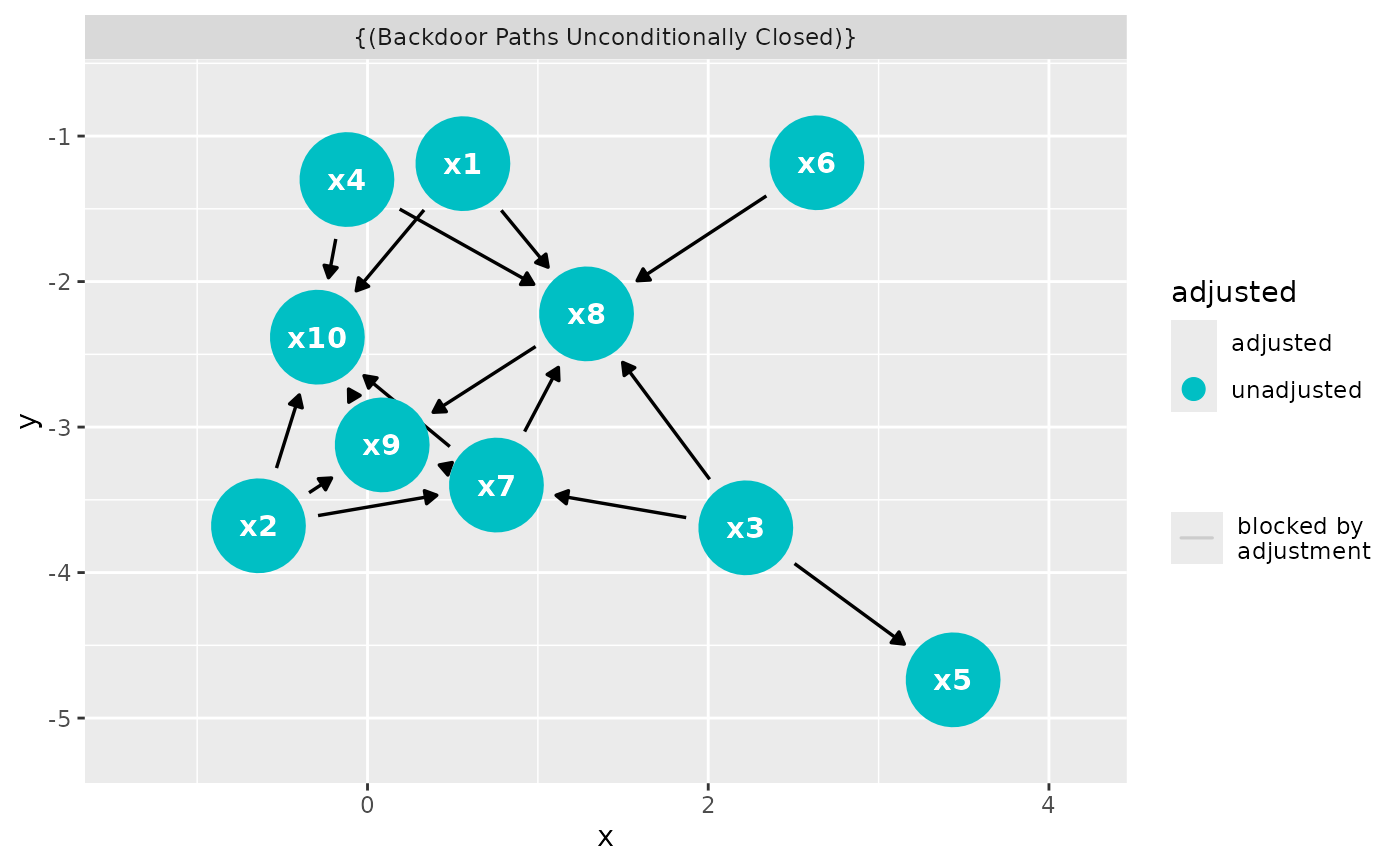 {(Backdoor Paths Unconditionally Closed)}
-1
-2
-3
-4
-5
y
x4
x1
x6
x10
x8
x9
x7
x2
x3
x5
0
2
4
x
adjusted
adjusted
unadjusted
blocked by
adjustment